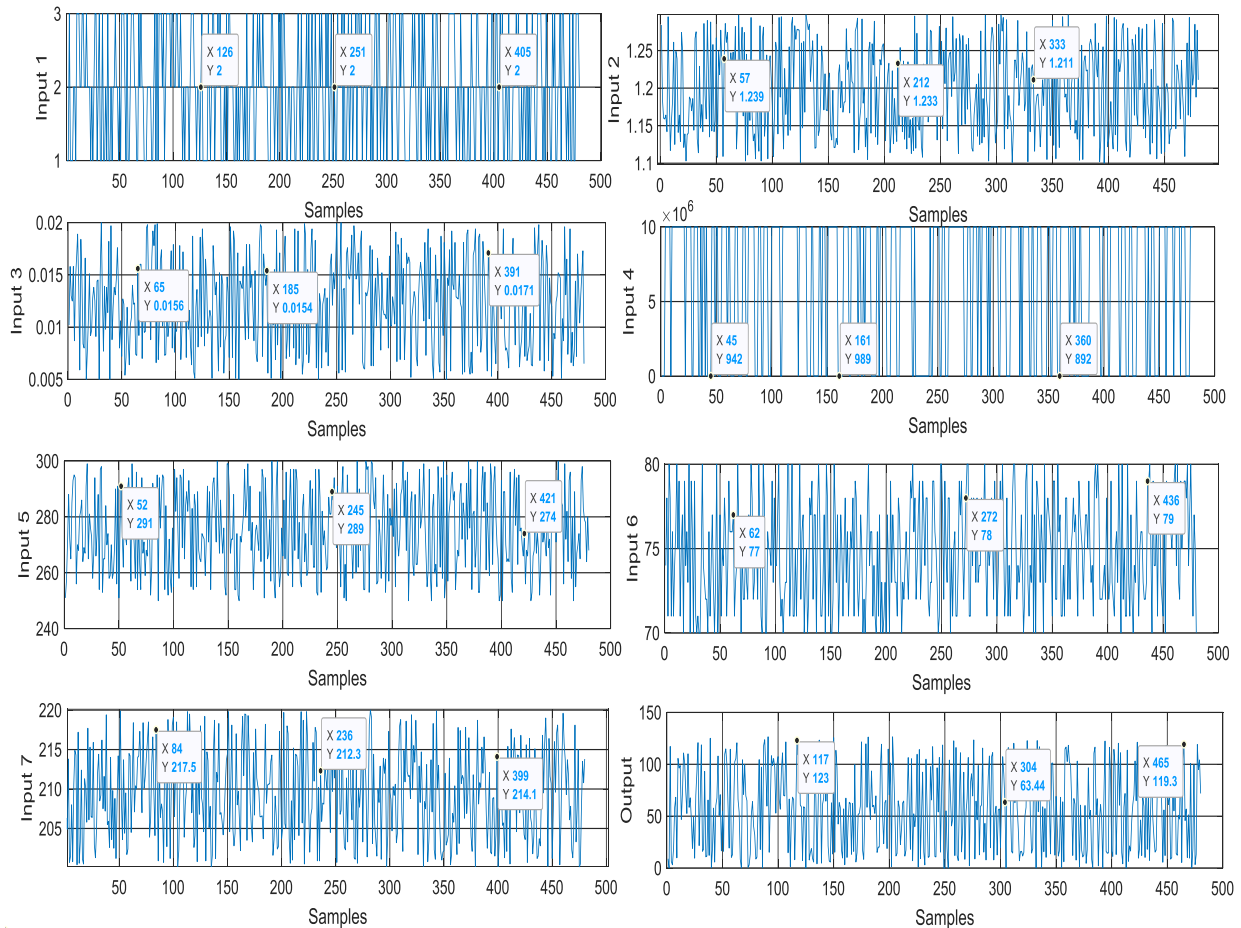 Input 1
3
2
1
X 126
Y 2
X 251
Y 2
X 405
Y 2
50 100 150 200 250 300 350 400 450 500
Samples
Input 2
1.25
1.2
1.15
1.1
X 57
Y 1.239
X 212
Y 1.233
X 333
Y 1.211
0 50 100 150 200 250 300 350 400 450
Samples
Input 3
0.02
0.015
0.01
0.005
X 65
Y 0.0156
X 185
Y 0.0154
X 391
Y 0.0171
0 50 100 150 200 250 300 350 400 450 500
Samples
Input 4
×10⁶
10
5
0
X 45
Y 942
X 161
Y 989
X 360
Y 892
0 50 100 150 200 250 300 350 400 450 500
Samples
Input 5
300
280
260
240
X 52
Y 291
X 245
Y 289
X 421
Y 274
0 50 100 150 200 250 300 350 400 450 500
Samples
Input 6
80
75
70
X 62
Y 77
X 272
Y 78
X 436
Y 79
0 50 100 150 200 250 300 350 400 450 500
Samples
Input 7
220
215
210
205
X 84
Y 217.5
X 236
Y 212.3
X 399
Y 214.1
50 100 150 200 250 300 350 400 450 500
Samples
Output
150
100
50
0
X 117
Y 123
X 304
Y 63.44
X 465
Y 119.3
0 50 100 150 200 250 300 350 400 450 500
Samples